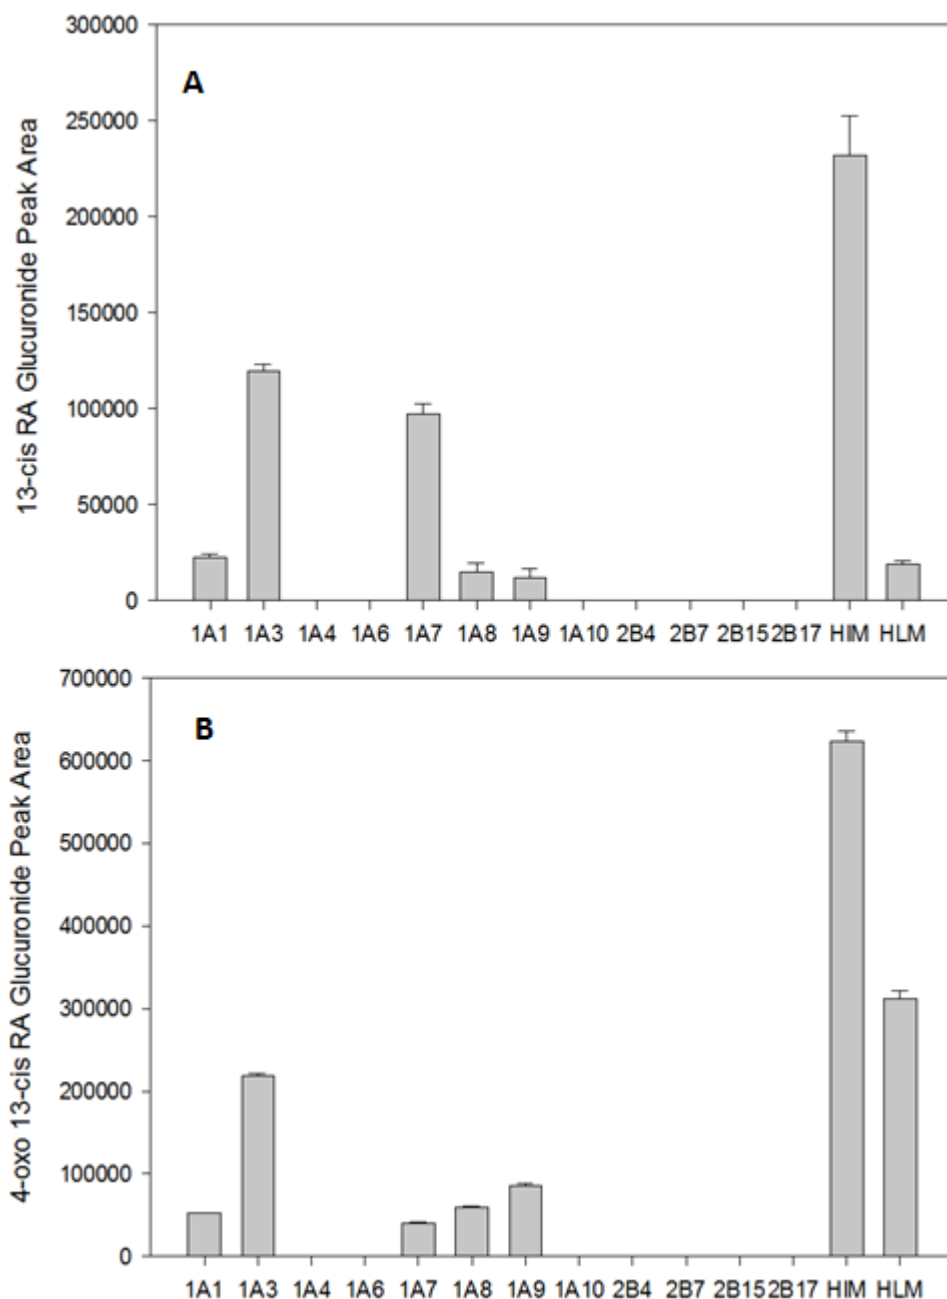 300000
A
250000
200000
150000
100000
50000
0
13-cis RA Glucuronide Peak Area
1A1 1A3 1A4 1A6 1A7 1A8 1A9 1A10 2B4 2B7 2B15 2B17 HIM HLM
700000
B
600000
500000
400000
300000
200000
100000
0
4-oxo 13-cis RA Glucuronide Peak Area
1A1 1A3 1A4 1A6 1A7 1A8 1A9 1A10 2B4 2B7 2B15 2B17 HIM HLM